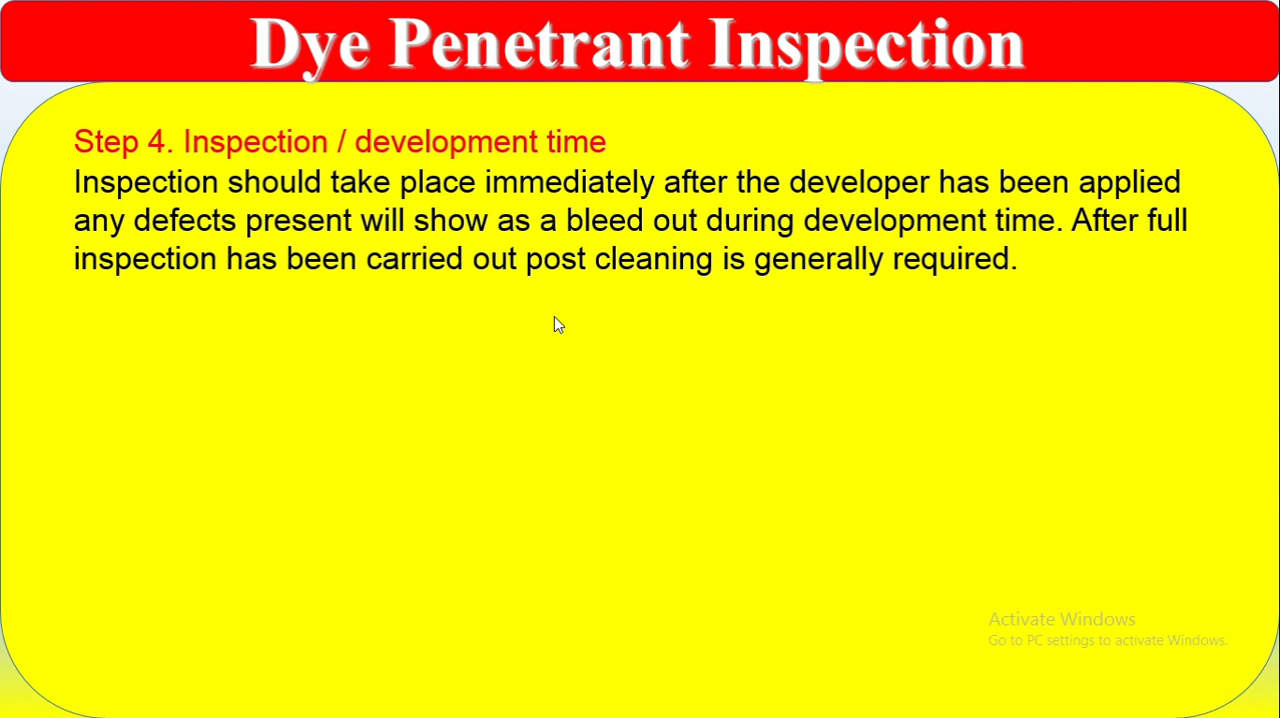 Dye Penetrant Inspection
Step 4. Inspection / development time
Inspection should take place immediately after the developer has been applied
any defects present will show as a bleed out during development time. After full
inspection has been carried out post cleaning is generally required.
Activate Windows
Go to PC settings to activate Windows.